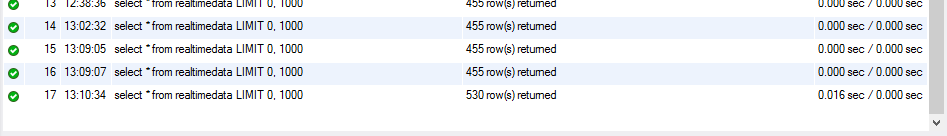 13 12:38:36 select * from realtimedata LIMIT 0, 1000 455 row(s) returned 0.000 sec / 0.000 sec
14 13:02:32 select * from realtimedata LIMIT 0, 1000 455 row(s) returned 0.000 sec / 0.000 sec
15 13:09:05 select * from realtimedata LIMIT 0, 1000 455 row(s) returned 0.000 sec / 0.000 sec
16 13:09:07 select * from realtimedata LIMIT 0, 1000 455 row(s) returned 0.000 sec / 0.000 sec
17 13:10:34 select * from realtimedata LIMIT 0, 1000 530 row(s) returned 0.016 sec / 0.000 sec